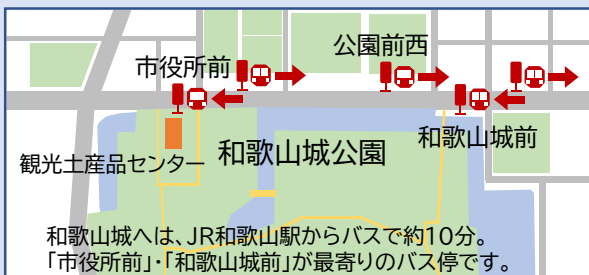 公園前西
市役所前
和歌山城前
和歌山城公園
観光土産品センター
和歌山城へは、JR和歌山駅からバスで約10分。
「市役所前」・「和歌山城前」が最寄りのバス停です。